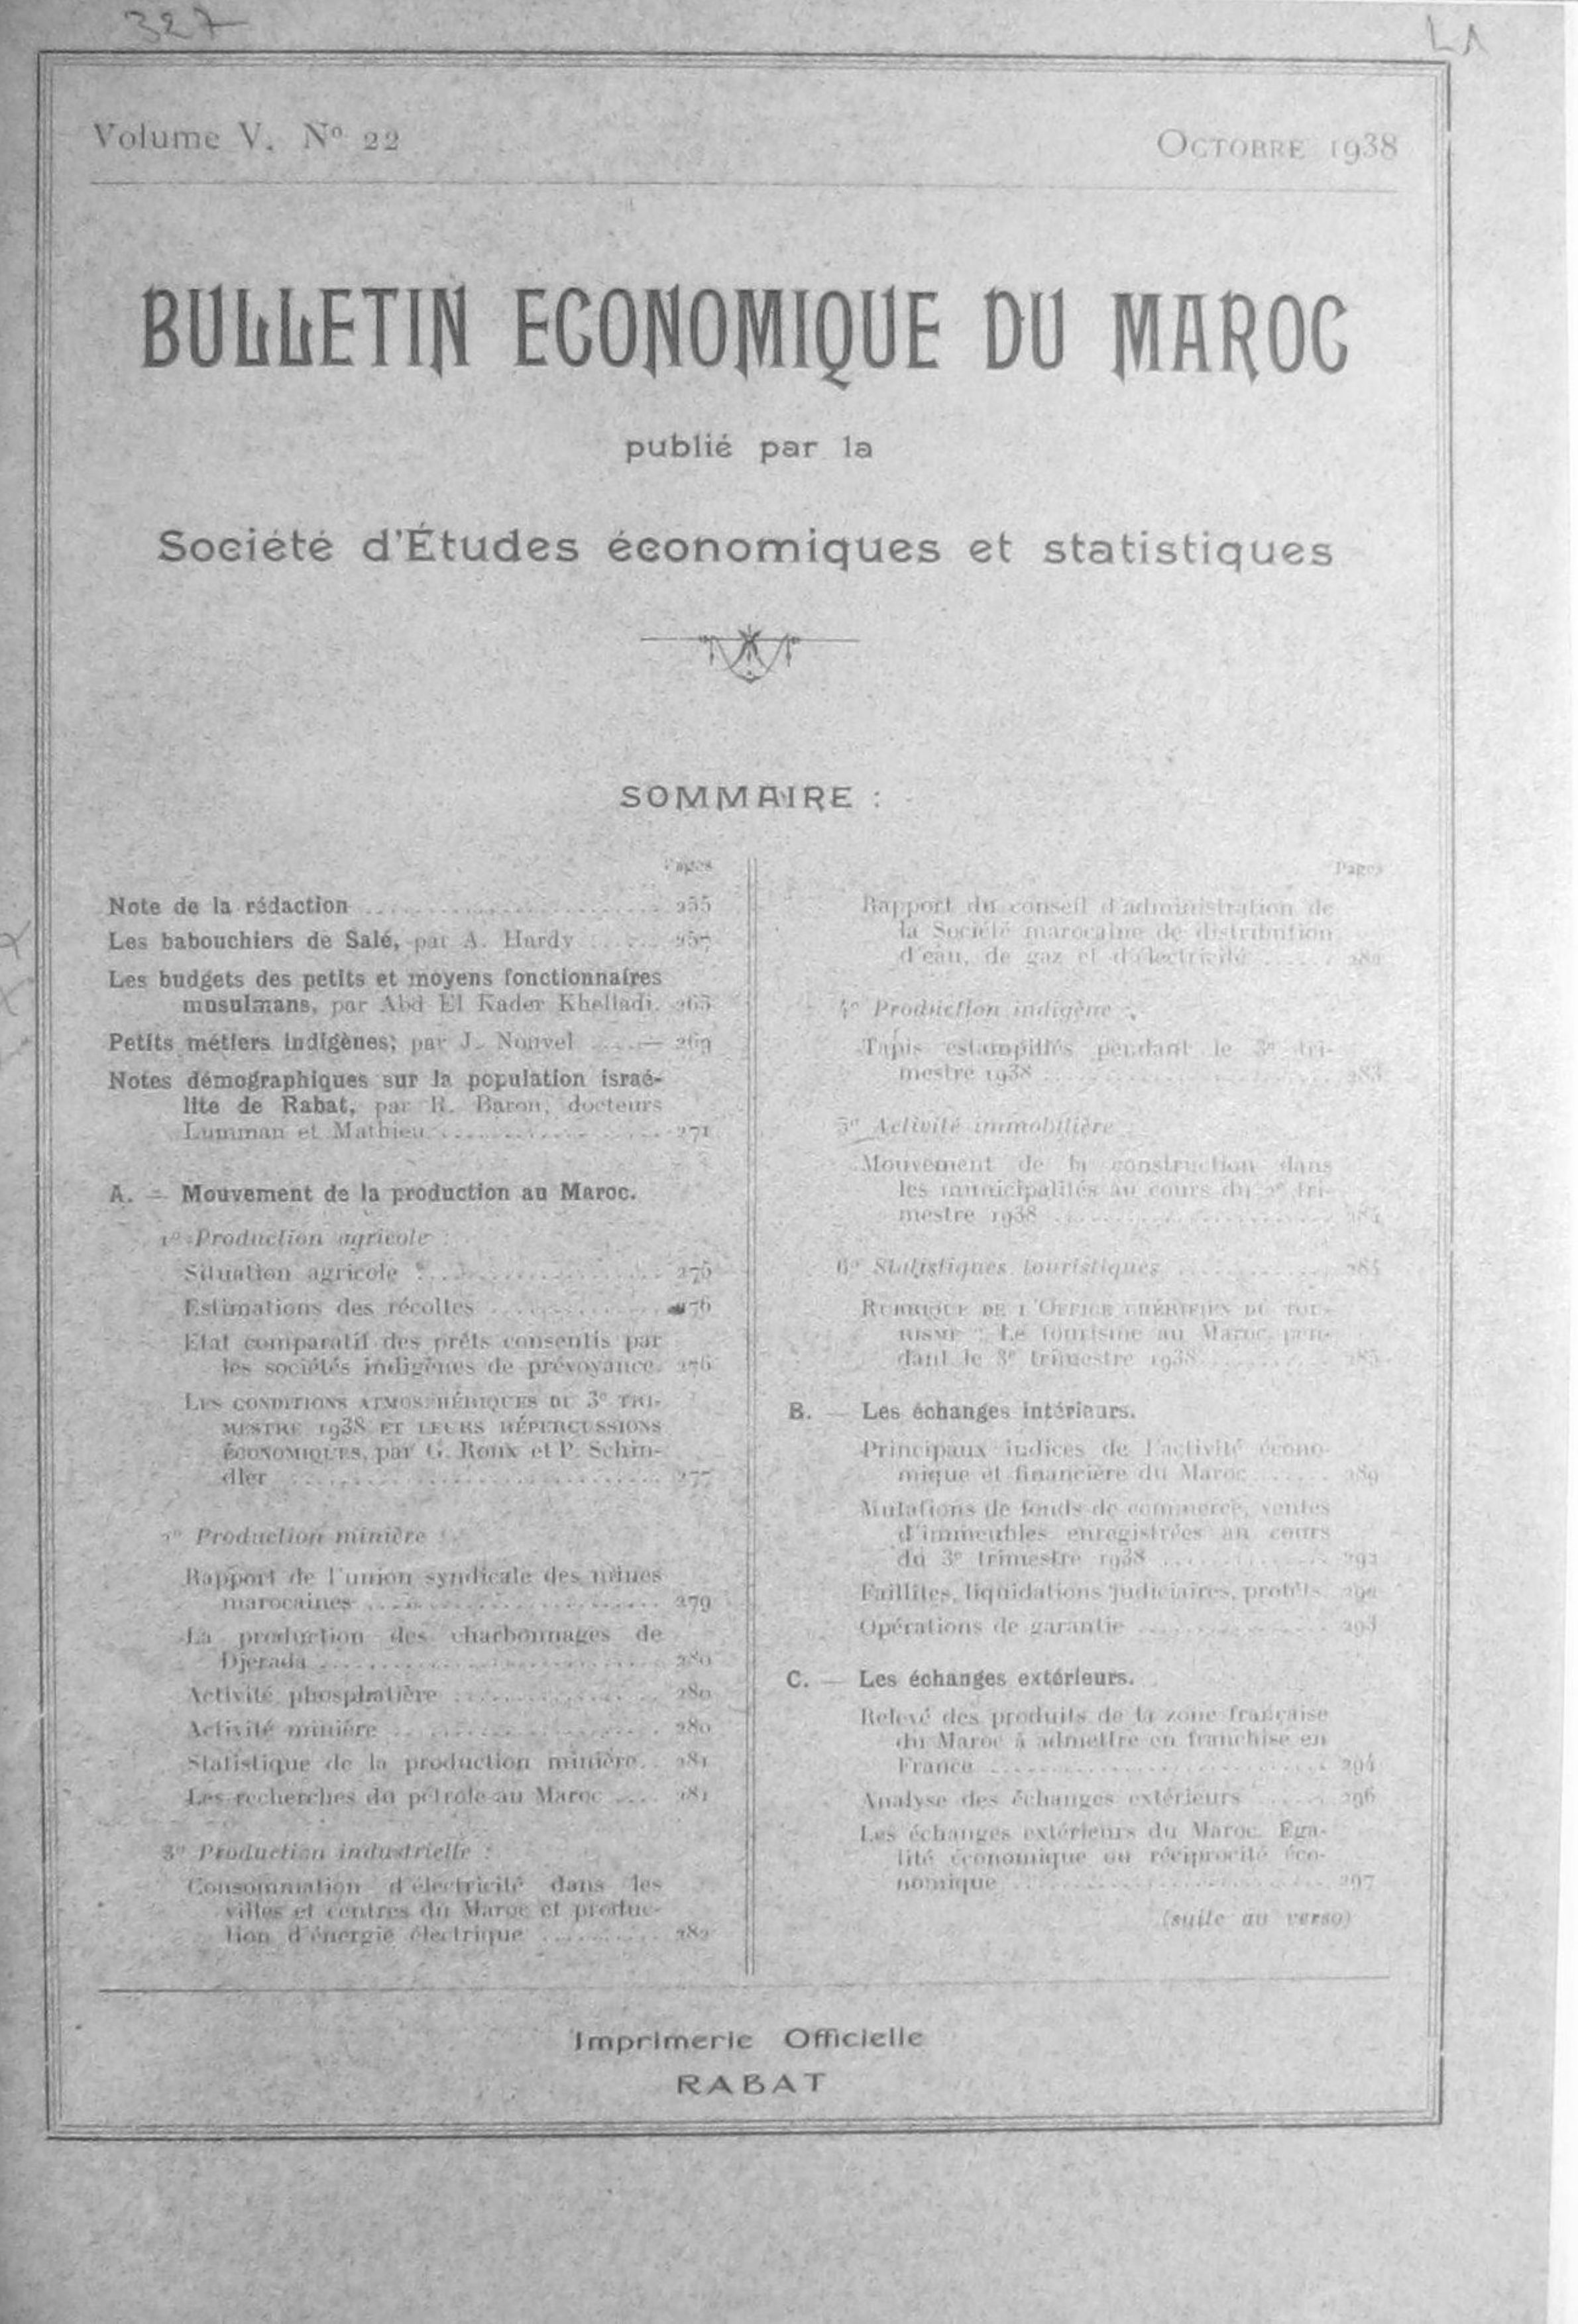 327
L1
Volume V. Nº 22
OCTOBRE 1938
BULLETIN ECONOMIQUE DU MAROC
publié par la
Société d'Études économiques et statistiques
SOMMAIRE :
Pages
Note de la rédaction ........................ 255
Les babouchiers de Salé, par A. Hardy ...... 257
Les budgets des petits et moyens fonctionnaires
musulmans, par Abd El Kader Khelladi. 265
Petits métiers indigènes, par J. Nouvel ...... 269
Notes démographiques sur la population israé-
lite de Rabat, par R. Baron, docteurs
Lumman et Mathieu .................. 271
A. — Mouvement de la production au Maroc.
1º Production agricole :
Situation agricole .................. 275
Estimations des récoltes .............. 276
Etat comparatif des prêts consentis par
les sociétés indigènes de prévoyance. 276
LES CONDITIONS ATMOSPHÉRIQUES DU 3e TRI-
MESTRE 1938 ET LEURS RÉPERCUSSIONS
ÉCONOMIQUES, par G. Roux et P. Schin-
dler .............................. 277
2º Production minière :
Rapport de l'union syndicale des mines
marocaines ........................ 279
La production des charbonnages de
Djerada .......................... 280
Activité phosphatière ................ 280
Activité minière .................... 280
Statistique de la production minière.. 281
Les recherches du pétrole au Maroc .... 281
3º Production industrielle :
Consommation d'électricité dans les
villes et centres du Maroc et produc-
tion d'énergie électrique .......... 282
Pages
Rapport du conseil d'administration de
la Société marocaine de distribution
d'eau, de gaz et d'électricité ...... 282
4º Production indigène :
Tapis estampillés pendant le 3e tri-
mestre 1938 ...................... 283
5º Activité immobilière :
Mouvement de la construction dans
les municipalités au cours du tri-
mestre 1938 ...................... 284
6º Statistiques touristiques ............ 285
RUBRIQUE DE L'OFFICE CHÉRIFIEN DU TOU-
RISME : Le tourisme au Maroc pen-
dant le 3e trimestre 1938 .......... 285
B. — Les échanges intérieurs.
Principaux indices de l'activité écono-
mique et financière du Maroc ...... 289
Mutations de fonds de commerce, ventes
d'immeubles enregistrées au cours
du 3e trimestre 1938 .............. 292
Faillites, liquidations judiciaires, protêts 292
Opérations de garantie .............. 293
C. — Les échanges extérieurs.
Relevé des produits de la zone française
du Maroc à admettre en franchise en
France .......................... 294
Analyse des échanges extérieurs ...... 296
Les échanges extérieurs du Maroc. Éga-
lité économique ou réciprocité éco-
nomique .......................... 297
(suite au verso)
Imprimerie Officielle
RABAT